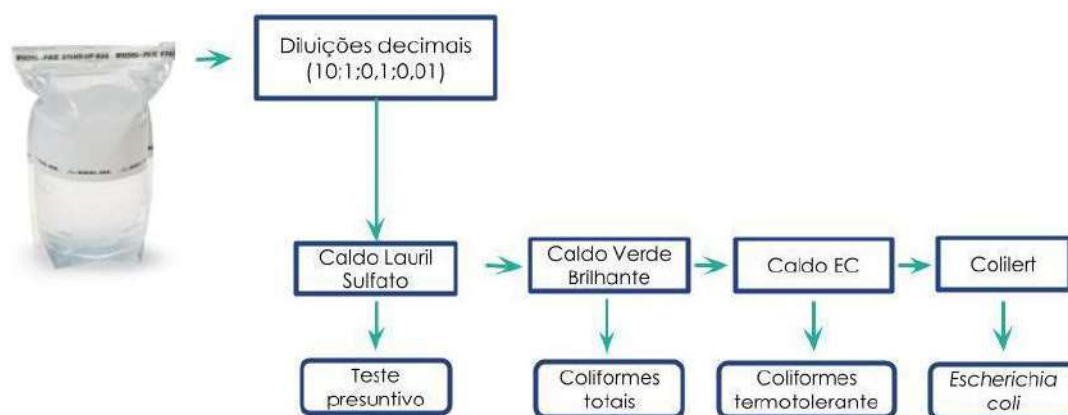 Diluições decimais
(10;1;0,1;0,01)
Caldo Lauril
Sulfato
Caldo Verde
Brilhante
Caldo EC
Colilert
Teste
presuntivo
Coliformes
totais
Coliformes
termotolerante
Escherichia
coli